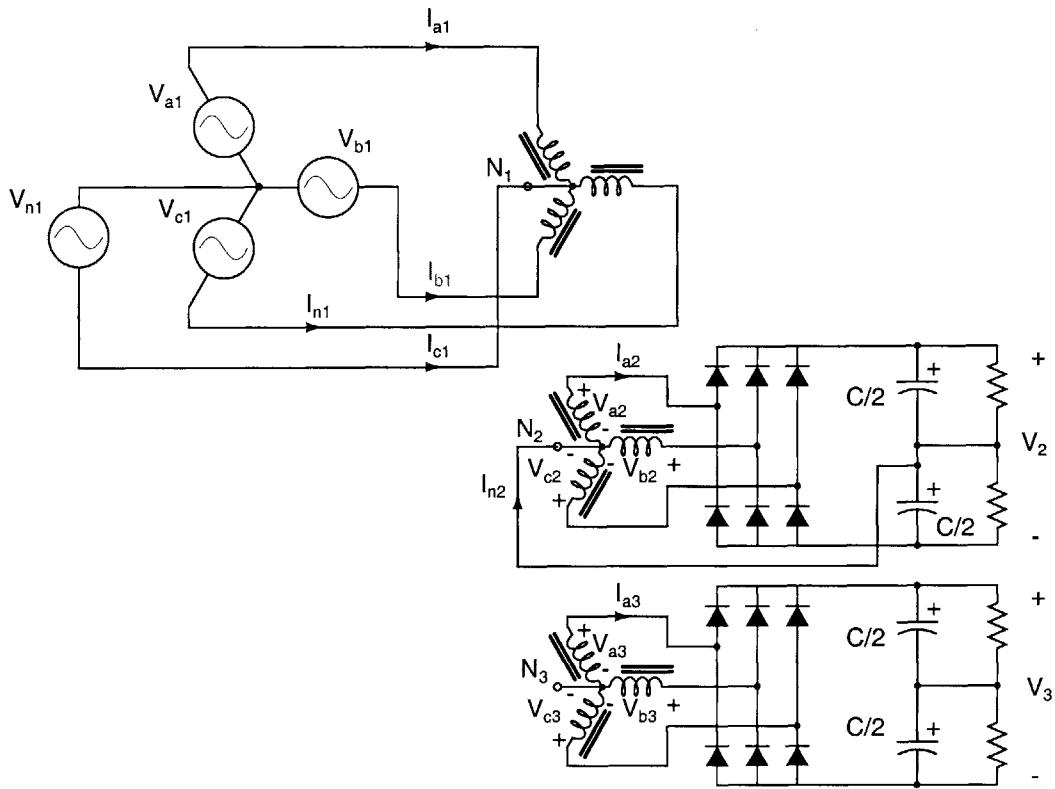 I_a1
V_a1
V_b1
N_1
V_n1
V_c1
I_b1
I_n1
I_c1
I_a2
+
+ V_a2 -
C/2
+
N_2
- V_c2 +
- V_b2 +
V_2
I_n2
+
C/2
-
I_a3
+
+ V_a3 -
C/2
+
N_3
- V_c3 +
- V_b3 +
V_3
+
C/2
-